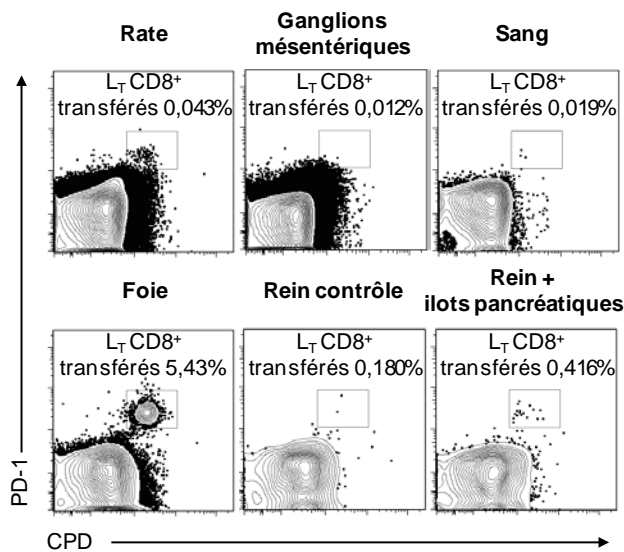 Rate
Ganglions
mésentériques
Sang
LT CD8+
transférés 0,043%
LT CD8+
transférés 0,012%
LT CD8+
transférés 0,019%
Foie
Rein contrôle
Rein +
ilots pancréatiques
LT CD8+
transférés 5,43%
LT CD8+
transférés 0,180%
LT CD8+
transférés 0,416%
PD-1
CPD